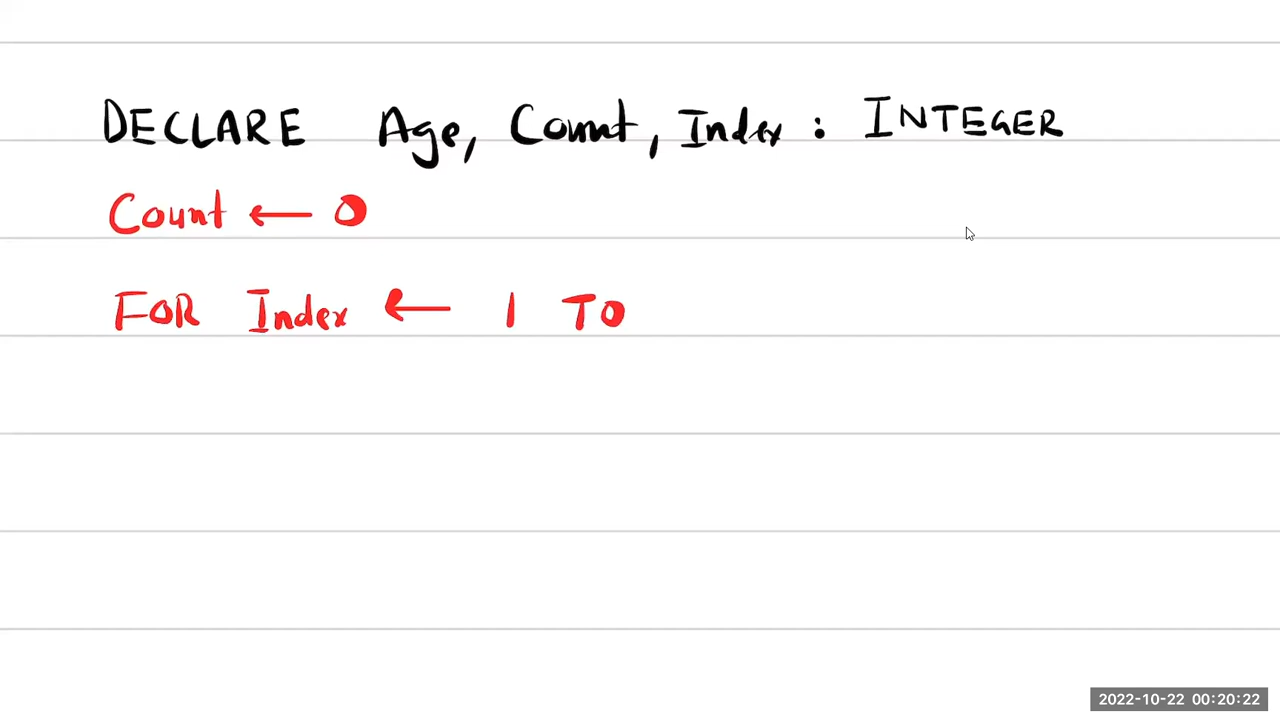 DECLARE Age, Count, Index : INTEGER
Count ← 0
FOR Index ← 1 TO
2022-10-22 00:20:22